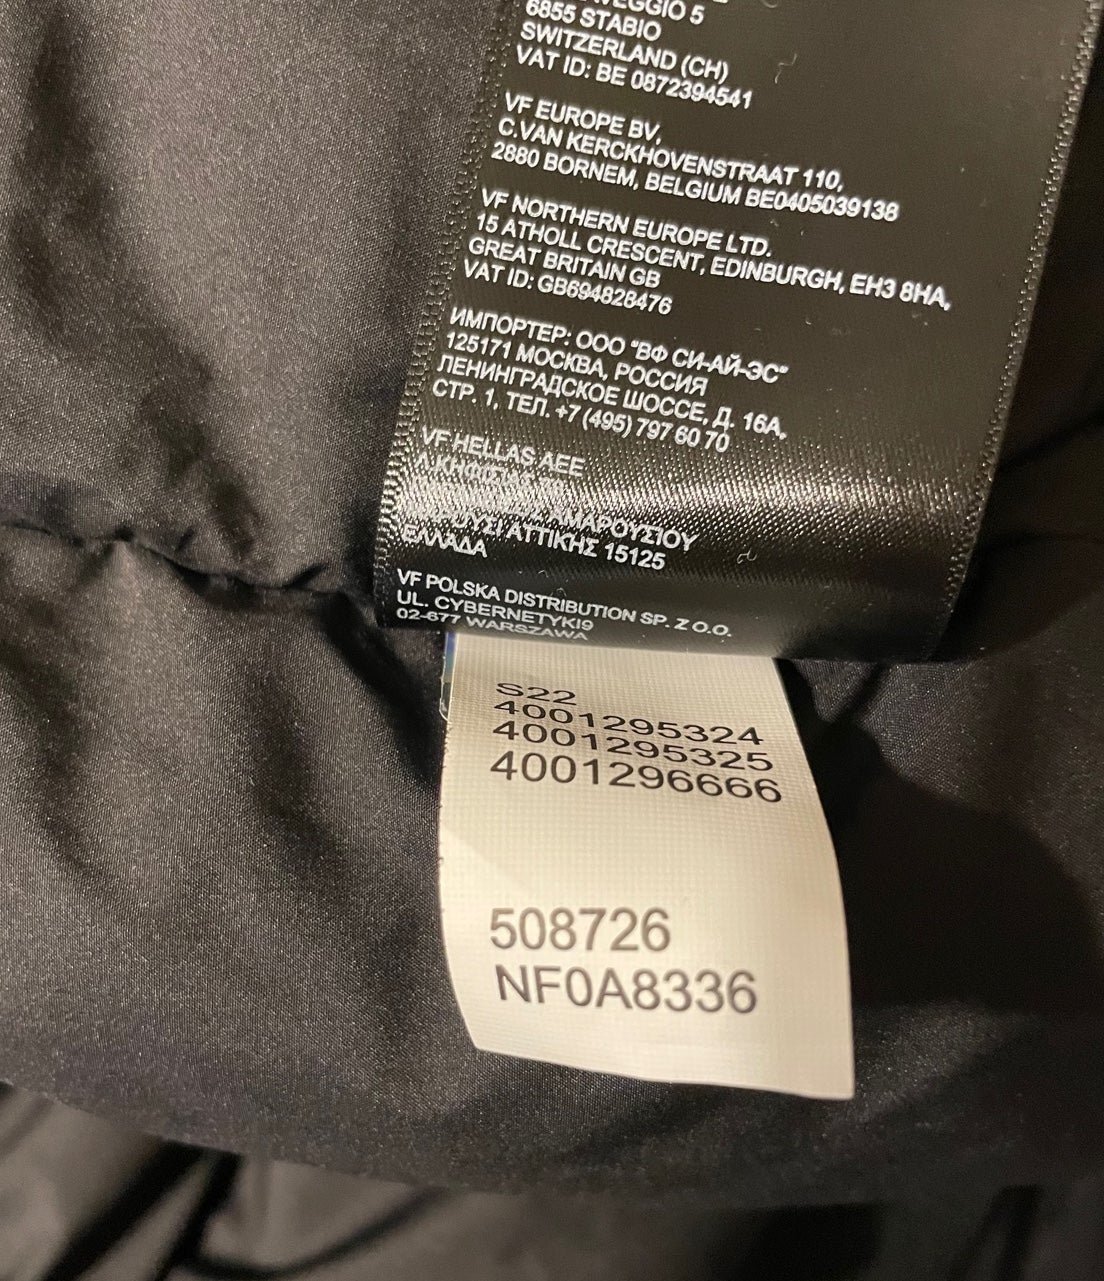 6855 STABIO
SWITZERLAND (CH)
VAT ID: BE 0872394541
VF EUROPE BV,
C.VAN KERCKHOVENSTRAAT 110,
2880 BORNEM, BELGIUM BE0405039138
VF NORTHERN EUROPE LTD.
15 ATHOLL CRESCENT, EDINBURGH, EH3 8HA,
GREAT BRITAIN GB
VAT ID: GB694828476
ИМПОРТЕР: ООО "ВФ СИ-АЙ-ЭС"
125171 МОСКВА, РОССИЯ
ЛЕНИНГРАДСКОЕ ШОССЕ, Д. 16А,
СТР. 1, ТЕЛ. +7 (495) 797 60 70
VF HELLAS AEE
ΑΜΑΡΟΥΣΙΟΥ
ΑΤΤΙΚΗΣ 15125
ΕΛΛΑΔΑ
VF POLSKA DISTRIBUTION SP. Z O.O.
UL. CYBERNETYKI9
02-677 WARSZAWA
S22
4001295324
4001295325
4001296666
508726
NF0A8336